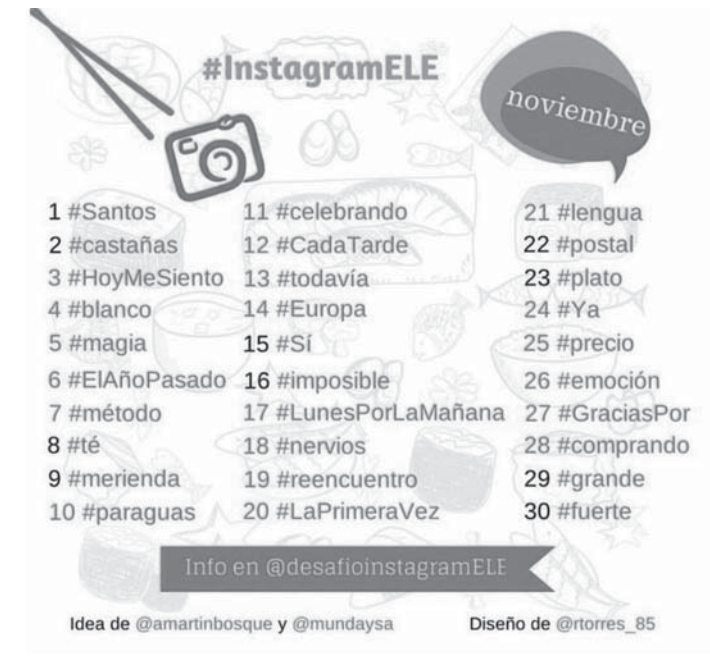 #InstagramELE
noviembre
1 #Santos
2 #castañas
3 #HoyMeSiento
4 #blanco
5 #magia
6 #ElAñoPasado
7 #método
8 #té
9 #merienda
10 #paraguas
11 #celebrando
12 #CadaTarde
13 #todavía
14 #Europa
15 #Sí
16 #imposible
17 #LunesPorLaMañana
18 #nervios
19 #reencuentro
20 #LaPrimeraVez
21 #lengua
22 #postal
23 #plato
24 #Ya
25 #precio
26 #emoción
27 #GraciasPor
28 #comprando
29 #grande
30 #fuerte
Info en @desafioinstagramELE
Idea de @amartinbosque y @mundaysa
Diseño de @rtorres_85